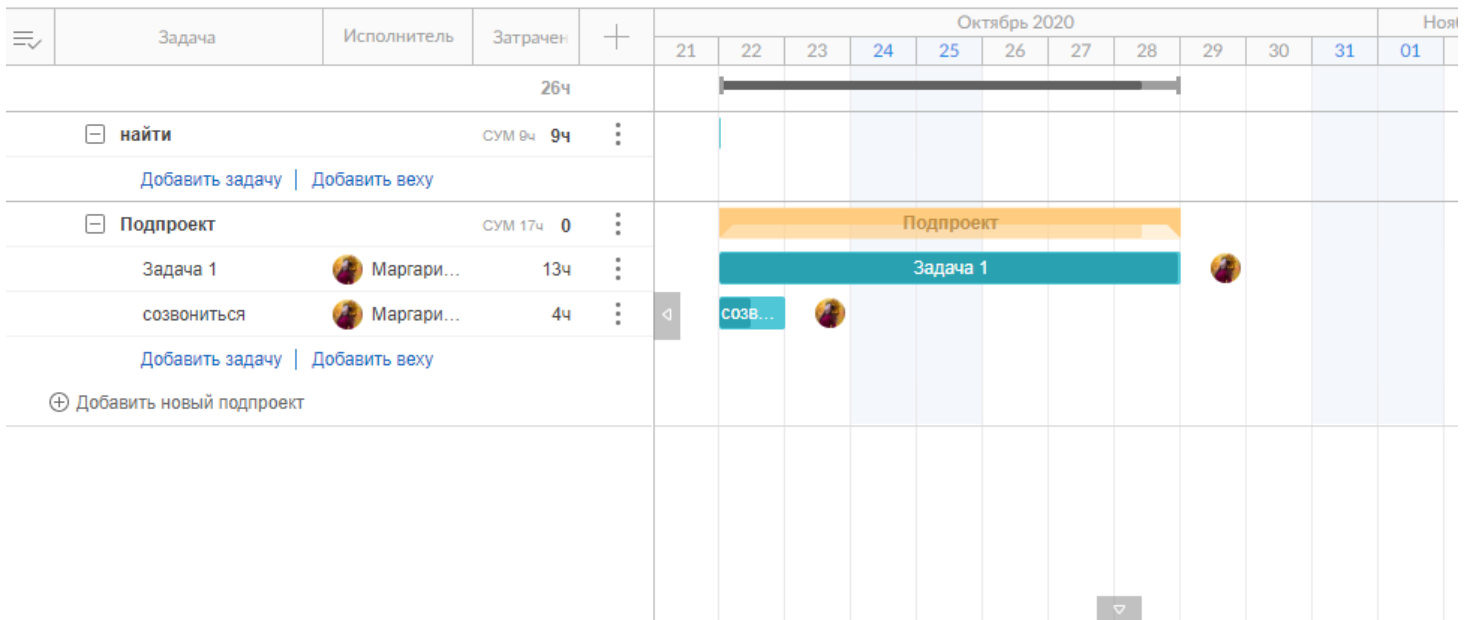 Задача Исполнитель Затрачен Октябрь 2020 Ноя
21 22 23 24 25 26 27 28 29 30 31 01
26ч
найти СУМ 9ч 9ч
Добавить задачу | Добавить веху
Подпроект СУМ 17ч 0 Подпроект
Задача 1 Маргари... 13ч Задача 1
созвониться Маргари... 4ч созв...
Добавить задачу | Добавить веху
Добавить новый подпроект